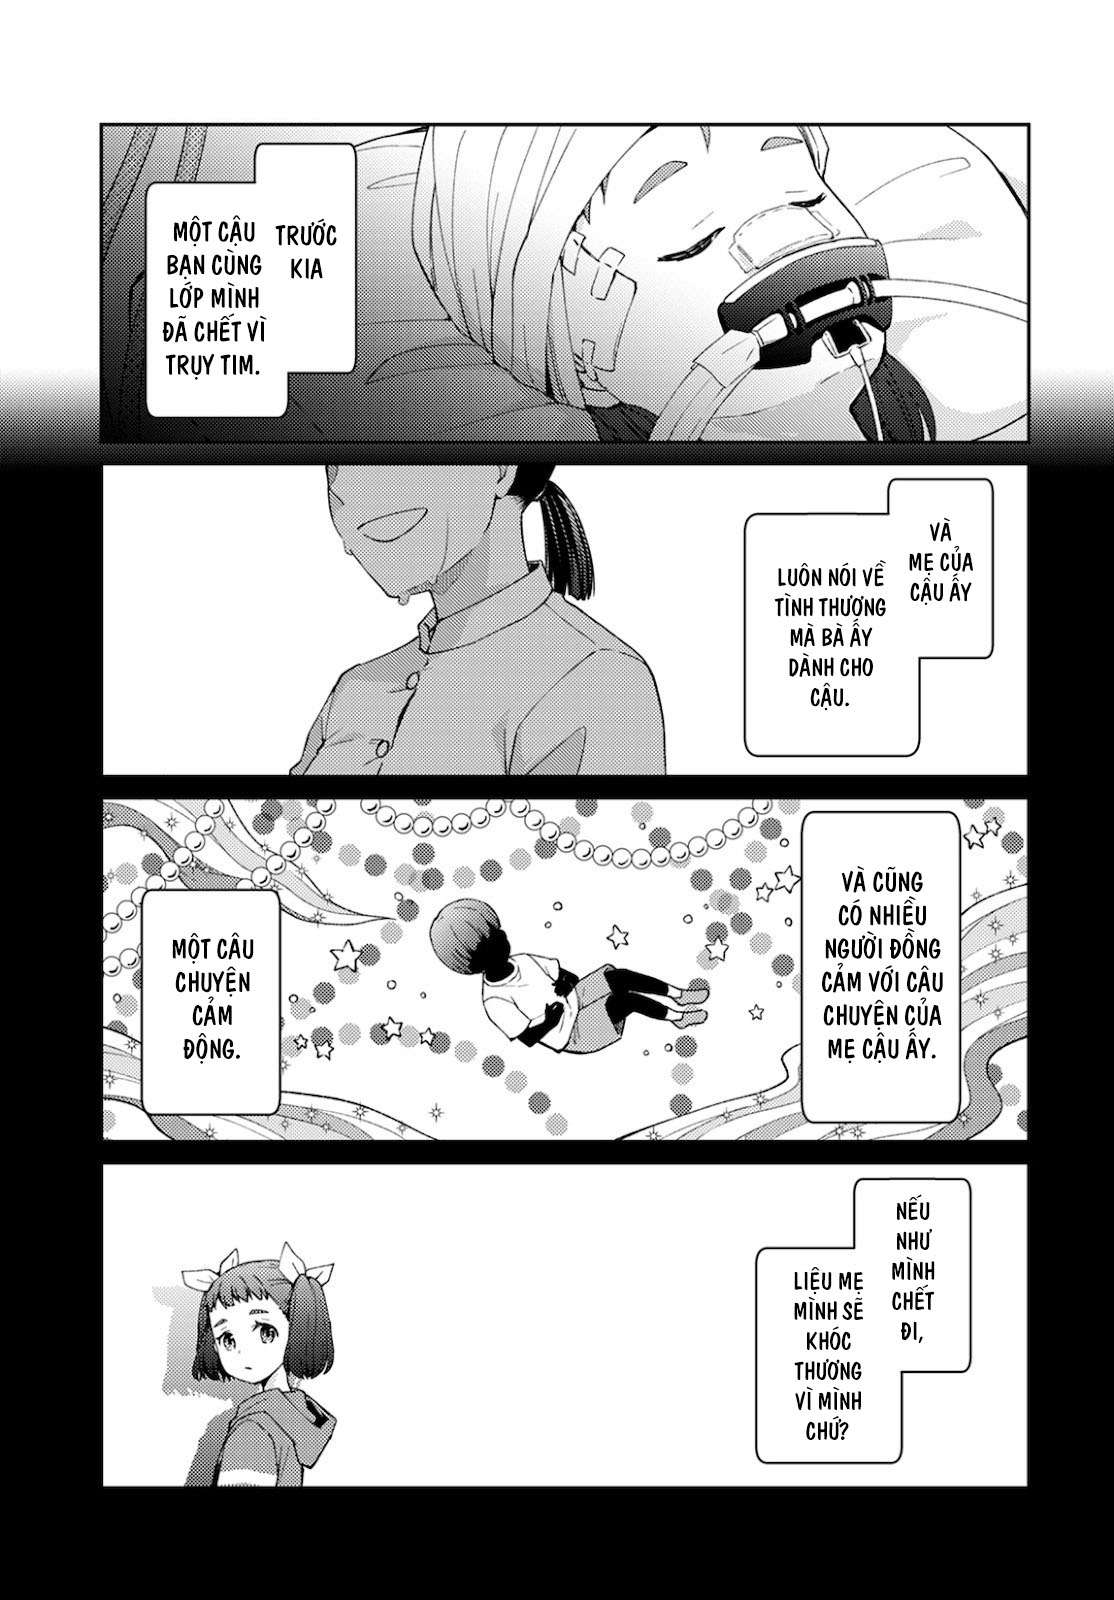 TRƯỚC
KIA
MỘT CẬU
BẠN CÙNG
LỚP MÌNH
ĐÃ CHẾT VÌ
TRỤY TIM.
VÀ
MẸ CỦA
CẬU ẤY
LUÔN NÓI VỀ
TÌNH THƯƠNG
MÀ BÀ ẤY
DÀNH CHO
CẬU.
VÀ CŨNG
CÓ NHIỀU
NGƯỜI ĐỒNG
CẢM VỚI CÂU
CHUYỆN CỦA
MẸ CẬU ẤY.
MỘT CÂU
CHUYỆN
CẢM
ĐỘNG.
NẾU
NHƯ
MÌNH
CHẾT
ĐI,
LIỆU MẸ
MÌNH SẼ
KHÓC
THƯƠNG
VÌ MÌNH
CHỨ?